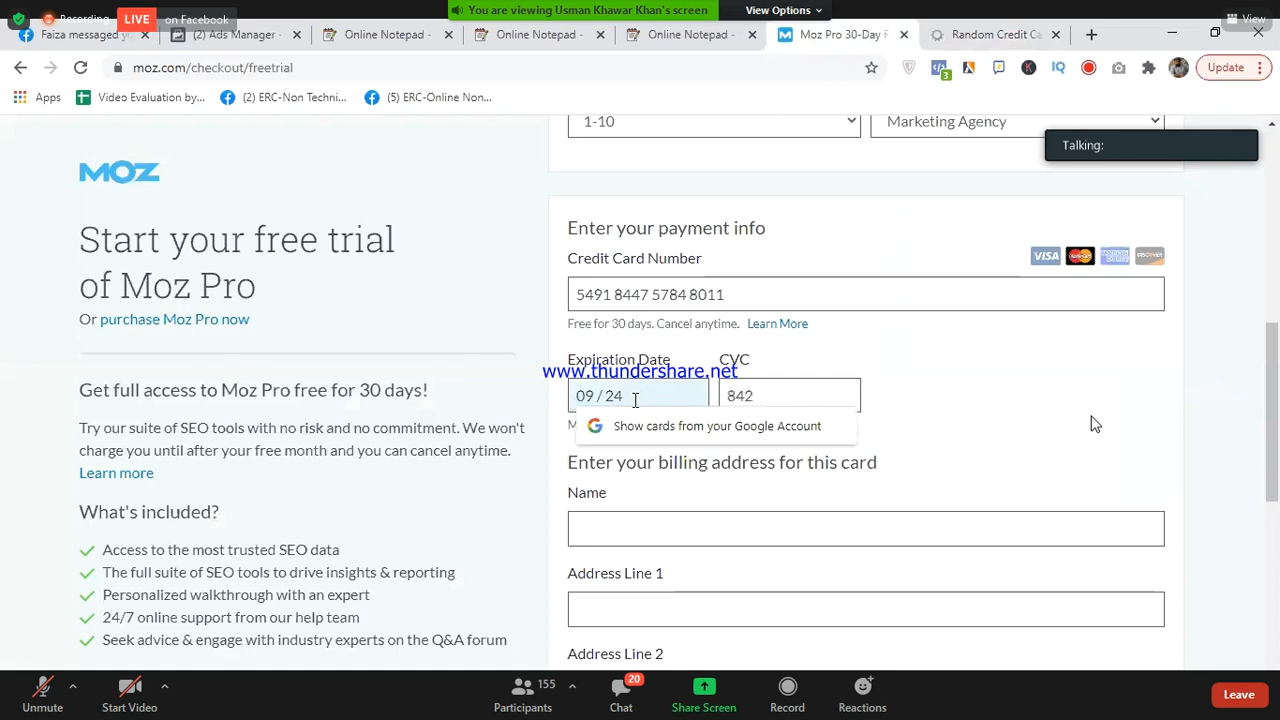 Recording
LIVE
on Facebook
You are viewing Usman Khawar Khan's screen
View Options
View
Faiza messaged y
(2) Ads Manager -
Online Notepad -
Online Notepad -
Online Notepad -
Moz Pro 30-Day F
Random Credit Ca
moz.com/checkout/freetrial
3
IQ
Update
Apps
Video Evaluation by...
(2) ERC-Non Techni...
(5) ERC-Online Non...
1-10
Marketing Agency
Talking:
MOZ
Start your free trial
of Moz Pro
Or purchase Moz Pro now
Get full access to Moz Pro free for 30 days!
Try our suite of SEO tools with no risk and no commitment. We won't
charge you until after your free month and you can cancel anytime.
Learn more
What's included?
Access to the most trusted SEO data
The full suite of SEO tools to drive insights & reporting
Personalized walkthrough with an expert
24/7 online support from our help team
Seek advice & engage with industry experts on the Q&A forum
Enter your payment info
Credit Card Number
VISA
5491 8447 5784 8011
Free for 30 days. Cancel anytime. Learn More
Expiration Date
CVC
www.thundershare.net
09 / 24
842
Show cards from your Google Account
Enter your billing address for this card
Name
Address Line 1
Address Line 2
Unmute
Start Video
155
Participants
20
Chat
Share Screen
Record
Reactions
Leave